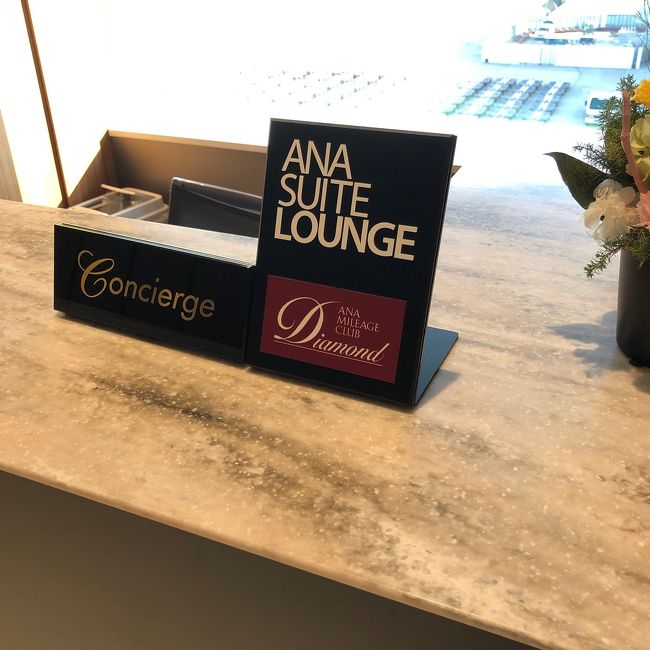 Concierge
ANA
SUITE
LOUNGE
ANA
MILEAGE
CLUB
Diamond